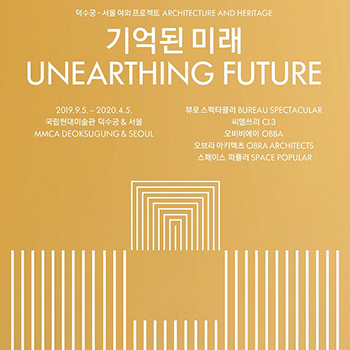 덕수궁 - 서울 야외 프로젝트 ARCHITECTURE AND HERITAGE
기억된 미래
UNEARTHING FUTURE
2019.9.5. – 2020.4.5.
국립현대미술관 덕수궁 & 서울
MMCA DEOKSUGUNG & SEOUL
뷰로 스펙타큘러 BUREAU SPECTACULAR
씨엘쓰리 CL3
오비비에이 OBBA
오브라 아키텍츠 OBRA ARCHITECTS
스페이스 파퓰러 SPACE POPULAR